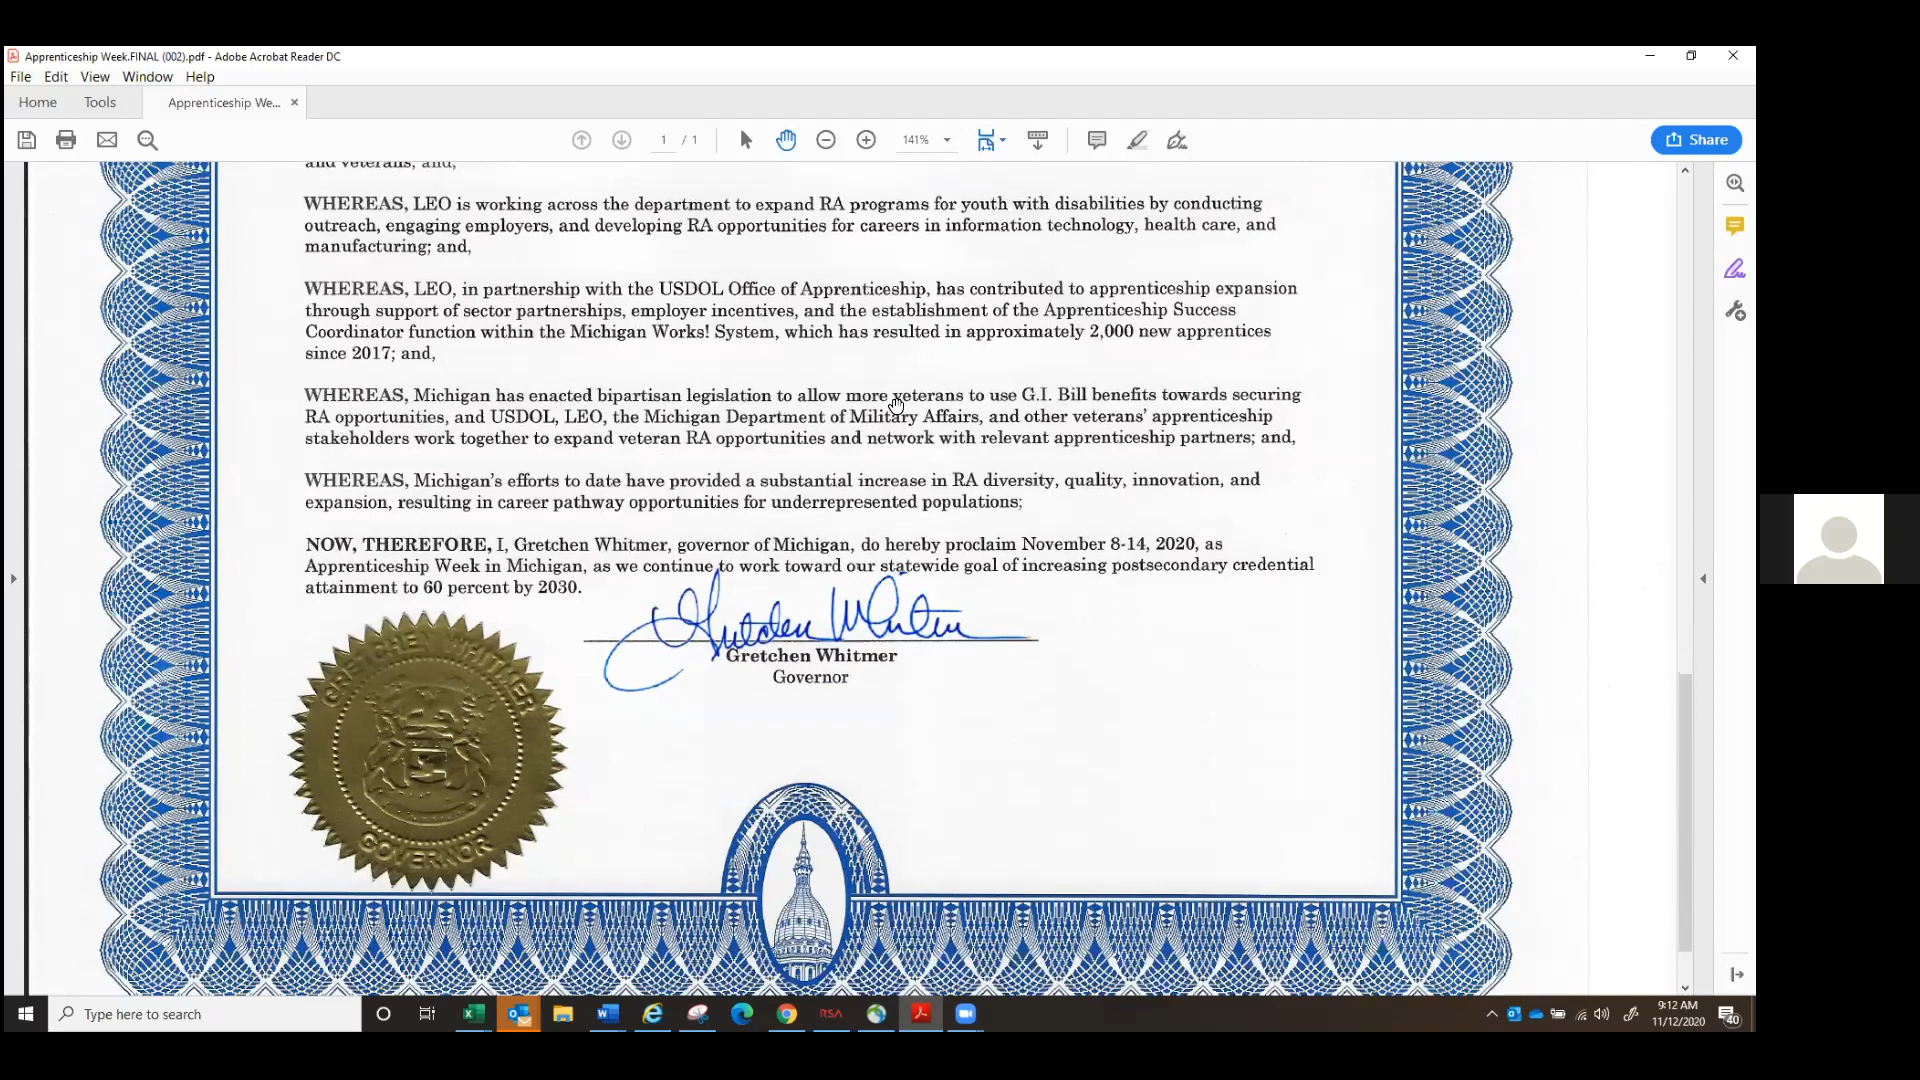 Apprenticeship Week.FINAL (002).pdf - Adobe Acrobat Reader DC
File Edit View Window Help
Home Tools Apprenticeship We... ×
1 / 1 141% Share
and veterans, and,
WHEREAS, LEO is working across the department to expand RA programs for youth with disabilities by conducting
outreach, engaging employers, and developing RA opportunities for careers in information technology, health care, and
manufacturing; and,
WHEREAS, LEO, in partnership with the USDOL Office of Apprenticeship, has contributed to apprenticeship expansion
through support of sector partnerships, employer incentives, and the establishment of the Apprenticeship Success
Coordinator function within the Michigan Works! System, which has resulted in approximately 2,000 new apprentices
since 2017; and,
WHEREAS, Michigan has enacted bipartisan legislation to allow more veterans to use G.I. Bill benefits towards securing
RA opportunities, and USDOL, LEO, the Michigan Department of Military Affairs, and other veterans' apprenticeship
stakeholders work together to expand veteran RA opportunities and network with relevant apprenticeship partners; and,
WHEREAS, Michigan's efforts to date have provided a substantial increase in RA diversity, quality, innovation, and
expansion, resulting in career pathway opportunities for underrepresented populations;
NOW, THEREFORE, I, Gretchen Whitmer, governor of Michigan, do hereby proclaim November 8-14, 2020, as
Apprenticeship Week in Michigan, as we continue to work toward our statewide goal of increasing postsecondary credential
attainment to 60 percent by 2030.
Gretchen Whitmer
Gretchen Whitmer
Governor
GRETCHEN WHITMER
GOVERNOR
Type here to search
RSA
9:12 AM
11/12/2020
40